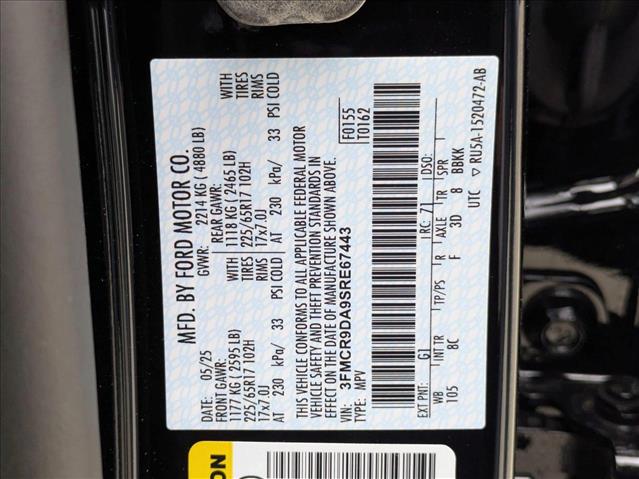 MFD. BY FORD MOTOR CO.
DATE: 05/25 GVWR: 2214 KG ( 4880 LB)
FRONT GAWR: REAR GAWR: WITH
1177 KG ( 2595 LB) 1118 KG ( 2465 LB) TIRES
225/65R17 102H 225/65R17 102H RIMS
17x7.0J 17x7.0J PSI COLD
AT 230 kPa/ 33 AT 230 kPa/ 33
WITH
TIRES
RIMS
PSI COLD
THIS VEHICLE CONFORMS TO ALL APPLICABLE FEDERAL MOTOR
VEHICLE SAFETY AND THEFT PREVENTION STANDARDS IN
EFFECT ON THE DATE OF MANUFACTURE SHOWN ABOVE.
VIN: 3FMCR9DA9SRE67443
TYPE: MPV
F0155
T0162
EXT PNT: G1 RC: 71 DSO:
WB INT TR TP/PS R AXLE TR SPR
105 8C F 3D 8 BBKK
UTC ▽ RU5A-1520472-AB
ON